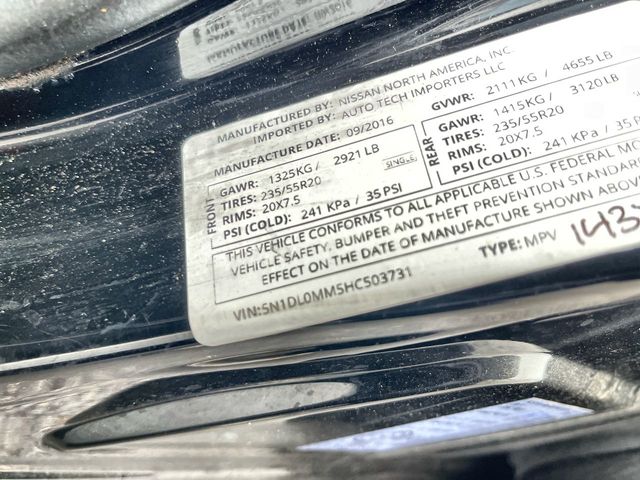 MANUFACTURED BY: NISSAN NORTH AMERICA, INC.
IMPORTED BY: AUTO TECH IMPORTERS LLC
MANUFACTURE DATE: 09/2016
GVWR: 2111KG / 4655 LB
FRONT
GAWR: 1325KG / 2921 LB
TIRES: 235/55R20
RIMS: 20X7.5
SINGLE
PSI (COLD): 241 KPa / 35 PSI
REAR
GAWR: 1415KG / 3120LB
TIRES: 235/55R20
RIMS: 20X7.5
PSI (COLD): 241 KPa / 35 P
THIS VEHICLE CONFORMS TO ALL APPLICABLE U.S. FEDERAL MO
VEHICLE SAFETY, BUMPER AND THEFT PREVENTION STANDARD
EFFECT ON THE DATE OF MANUFACTURE SHOWN ABOVE
VIN:5N1DL0MM5HC503731
TYPE: MPV
143